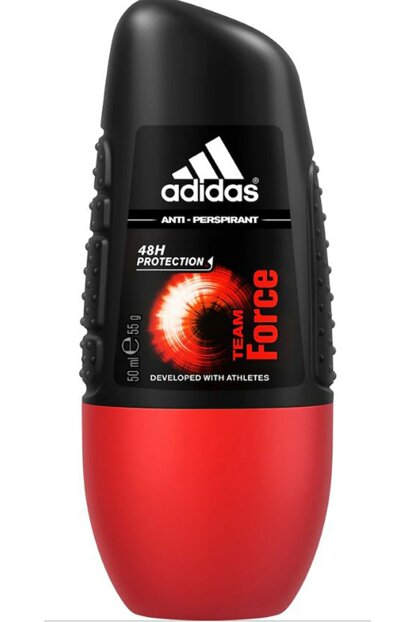 adidas
ANTI - PERSPIRANT
48H
PROTECTION
TEAM
Force
DEVELOPED WITH ATHLETES
50 ml e 55 g